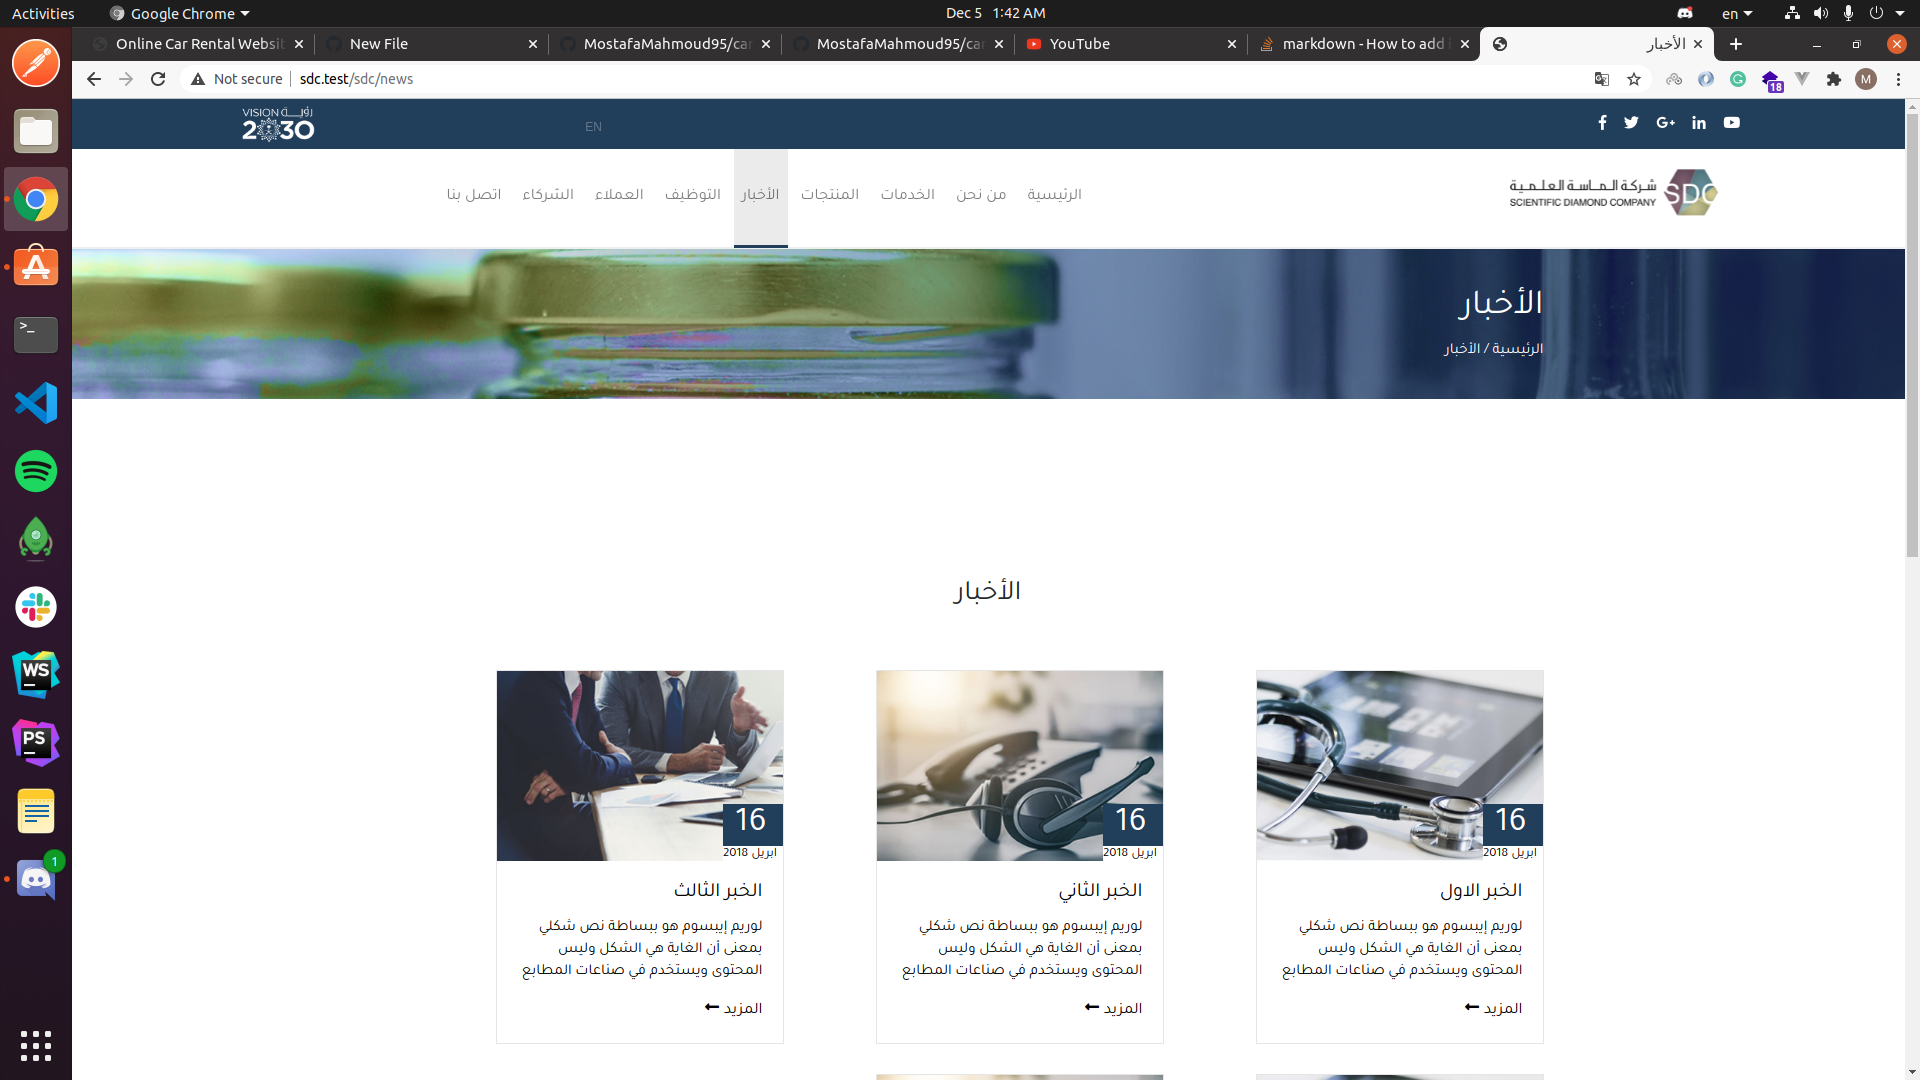 Activities
Google Chrome
Dec 5 1:42 AM
en
Online Car Rental Websit
New File
MostafaMahmoud95/car
MostafaMahmoud95/car
YouTube
markdown - How to add i
الأخبار
Not secure
sdc.test/sdc/news
18
M
VISION رؤية
2030
EN
الرئيسية
من نحن
الخدمات
المنتجات
الأخبار
التوظيف
العملاء
الشركاء
اتصل بنا
شركة الماسة العلمية
SCIENTIFIC DIAMOND COMPANY
SDC
الأخبار
الرئيسية / الأخبار
الأخبار
16
ابريل 2018
الخبر الاول
لوريم إيبسوم هو ببساطة نص شكلي
بمعنى أن الغاية هي الشكل وليس
المحتوى ويستخدم في صناعات المطابع
المزيد
16
ابريل 2018
الخبر الثاني
لوريم إيبسوم هو ببساطة نص شكلي
بمعنى أن الغاية هي الشكل وليس
المحتوى ويستخدم في صناعات المطابع
المزيد
16
ابريل 2018
الخبر الثالث
لوريم إيبسوم هو ببساطة نص شكلي
بمعنى أن الغاية هي الشكل وليس
المحتوى ويستخدم في صناعات المطابع
المزيد
>_
WS
PS
1